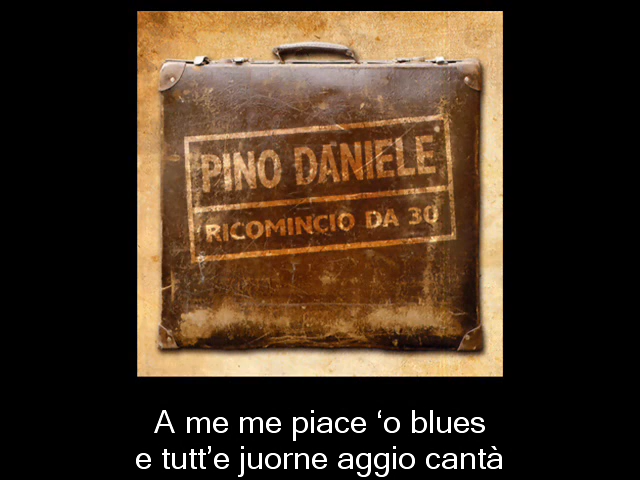 PINO DANIELE
RICOMINCIO DA 30
A me me piace ‘o blues
e tutt’e juorne aggio cantà